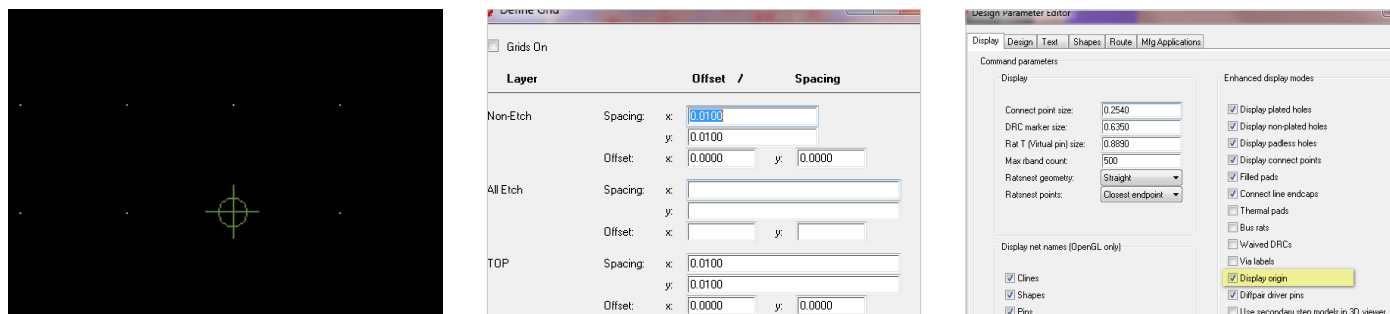 Define Grid
Grids On
Layer Offset / Spacing
Non-Etch Spacing: x: 0.0100
y: 0.0100
Offset: x: 0.0000 y: 0.0000
All Etch Spacing: x:
y:
Offset: x: y:
TOP Spacing: x: 0.0100
y: 0.0100
Offset: x: 0.0000 y: 0.0000
Design Parameter Editor
Display Design Text Shapes Route Mfg Applications
Command parameters
Display
Connect point size: 0.2540
DRC marker size: 0.6350
Rat T (Virtual pin) size: 0.8890
Max rband count: 500
Ratsnest geometry: Straight
Ratsnest points: Closest endpoint
Display net names (OpenGL only)
Clines
Shapes
Pins
Enhanced display modes
Display plated holes
Display non-plated holes
Display padless holes
Display connect points
Filled pads
Connect line endcaps
Thermal pads
Bus rats
Waived DRCs
Via labels
Display origin
Diffpair driver pins
Use secondary step models in 3D viewer